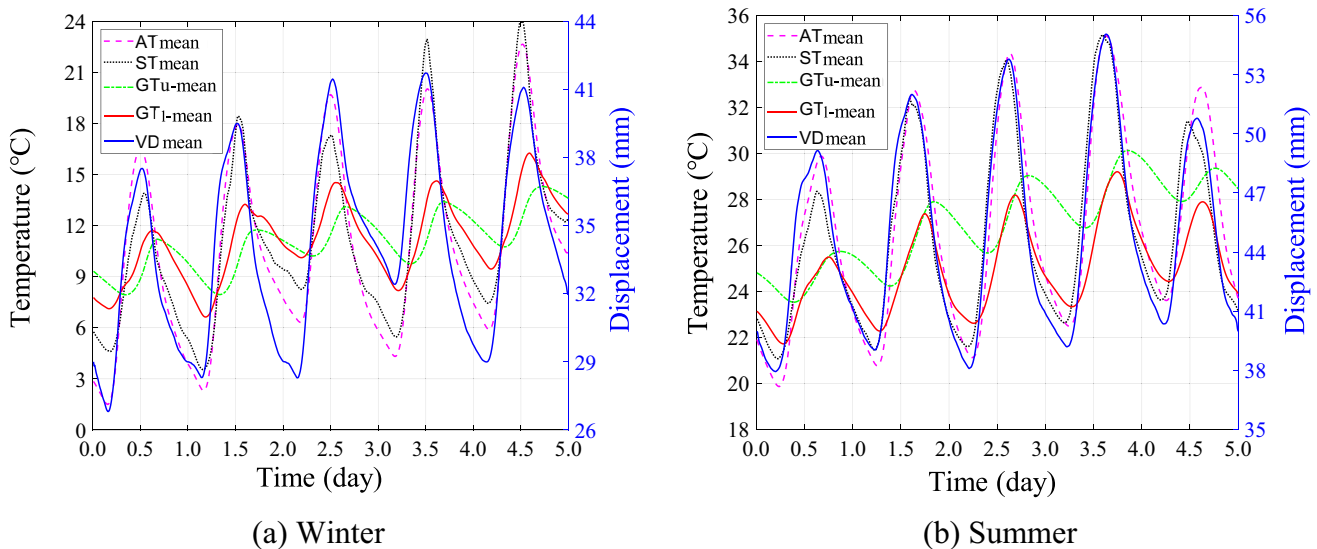 24
21
18
15
12
9
6
3
0
Temperature (°C)
ATmean
STmean
GTu-mean
GTl-mean
VDmean
44
41
38
35
32
29
26
Displacement (mm)
0.0 0.5 1.0 1.5 2.0 2.5 3.0 3.5 4.0 4.5 5.0
Time (day)
(a) Winter
36
34
32
30
28
26
24
22
20
18
Temperature (°C)
ATmean
STmean
GTu-mean
GTl-mean
VDmean
56
53
50
47
44
41
38
35
Displacement (mm)
0.0 0.5 1.0 1.5 2.0 2.5 3.0 3.5 4.0 4.5 5.0
Time (day)
(b) Summer